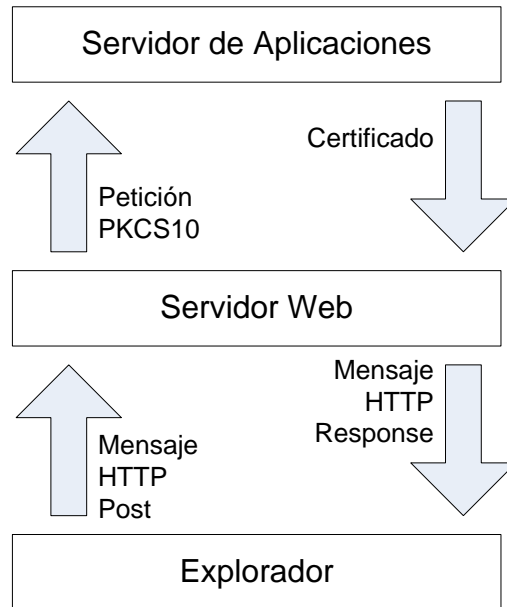 Servidor de Aplicaciones
Certificado
Petición
PKCS10
Servidor Web
Mensaje
HTTP
Response
Mensaje
HTTP
Post
Explorador